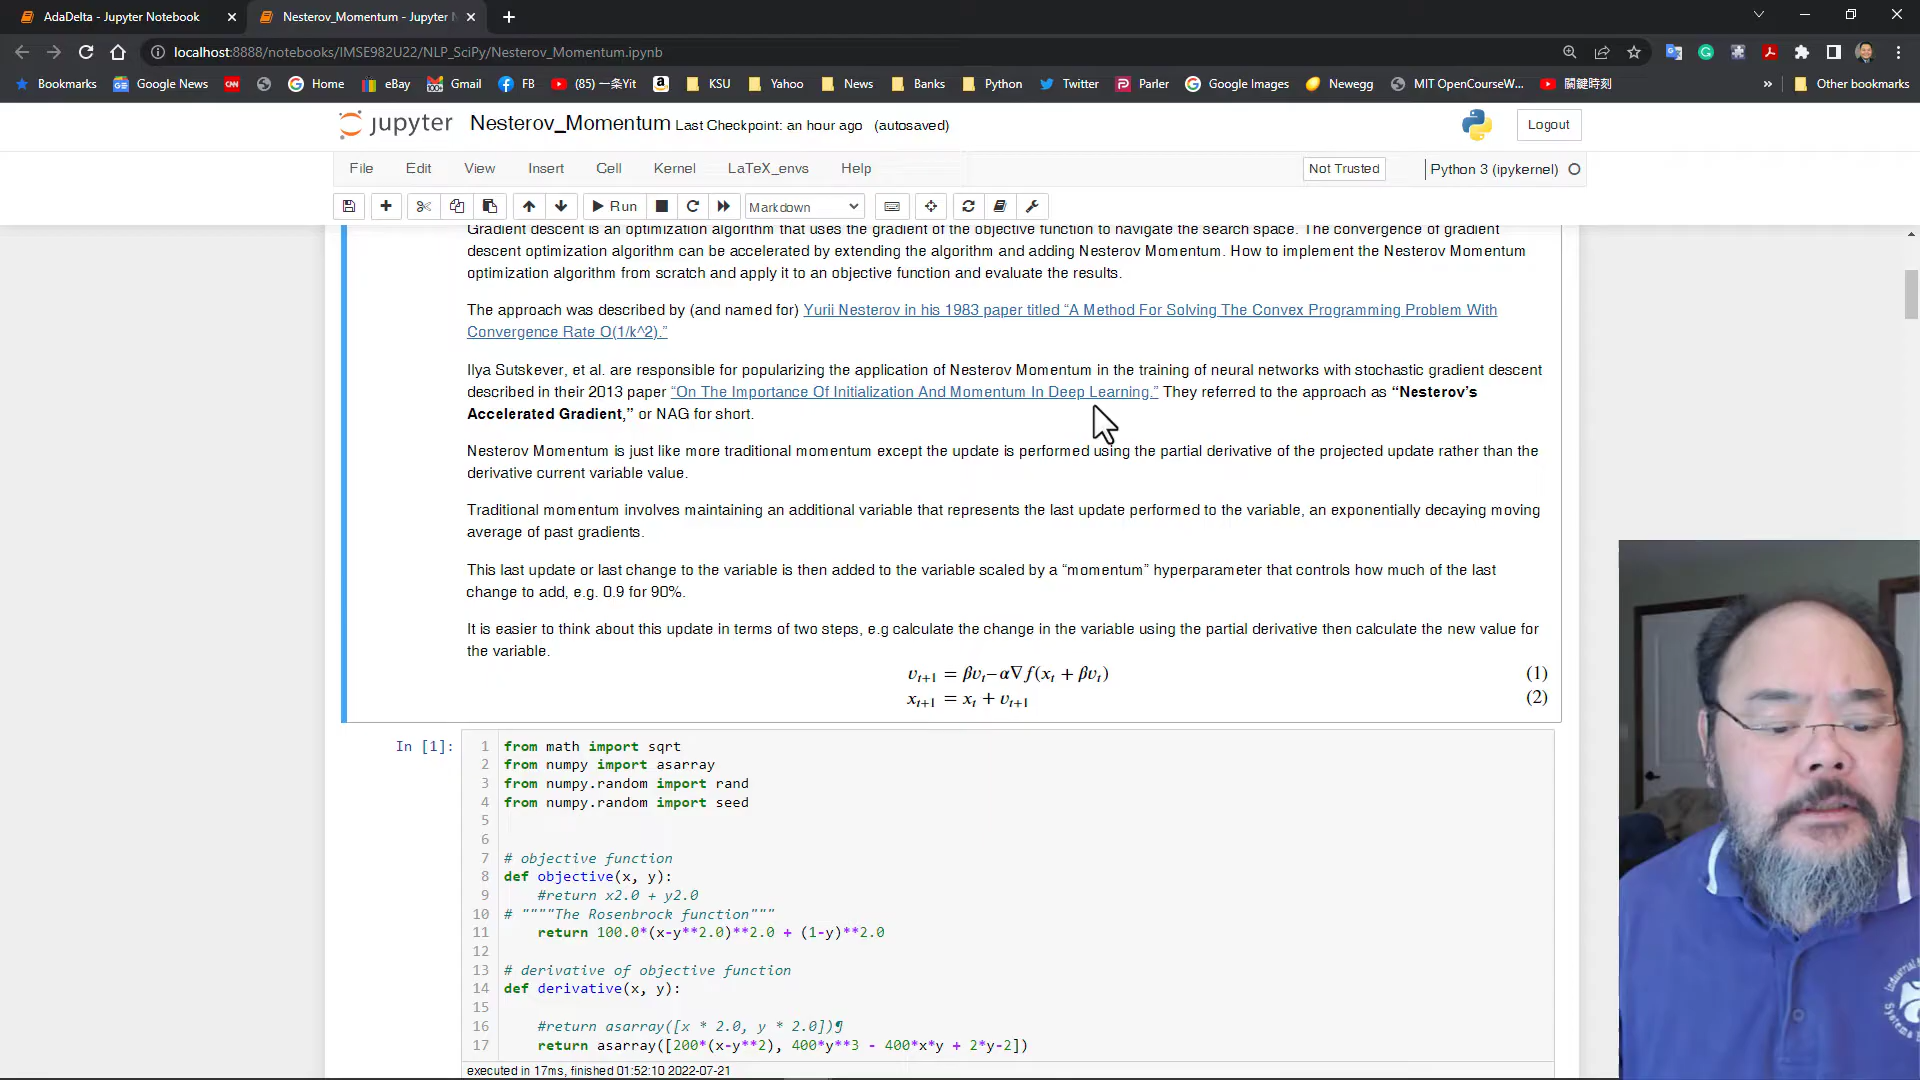 AdaDelta - Jupyter Notebook
Nesterov_Momentum - Jupyter N
localhost:8888/notebooks/IMSE982U22/NLP_SciPy/Nesterov_Momentum.ipynb
Bookmarks Google News CNN Home eBay Gmail FB (85) 一条Yit KSU Yahoo News Banks Python Twitter Parler Google Images Newegg MIT OpenCourseW... 關鍵時刻 » Other bookmarks
jupyter Nesterov_Momentum Last Checkpoint: an hour ago (autosaved) Logout
File Edit View Insert Cell Kernel LaTeX_envs Help Not Trusted Python 3 (ipykernel)
Run Markdown
Gradient descent is an optimization algorithm that uses the gradient of the objective function to navigate the search space. The convergence of gradient
descent optimization algorithm can be accelerated by extending the algorithm and adding Nesterov Momentum. How to implement the Nesterov Momentum
optimization algorithm from scratch and apply it to an objective function and evaluate the results.
The approach was described by (and named for) Yurii Nesterov in his 1983 paper titled “A Method For Solving The Convex Programming Problem With
Convergence Rate O(1/k^2).”
Ilya Sutskever, et al. are responsible for popularizing the application of Nesterov Momentum in the training of neural networks with stochastic gradient descent
described in their 2013 paper “On The Importance Of Initialization And Momentum In Deep Learning.” They referred to the approach as “Nesterov’s
Accelerated Gradient,” or NAG for short.
Nesterov Momentum is just like more traditional momentum except the update is performed using the partial derivative of the projected update rather than the
derivative current variable value.
Traditional momentum involves maintaining an additional variable that represents the last update performed to the variable, an exponentially decaying moving
average of past gradients.
This last update or last change to the variable is then added to the variable scaled by a “momentum” hyperparameter that controls how much of the last
change to add, e.g. 0.9 for 90%.
It is easier to think about this update in terms of two steps, e.g calculate the change in the variable using the partial derivative then calculate the new value for
the variable.
υₜ₊₁ = βυₜ–α∇f(xₜ + βυₜ) (1)
xₜ₊₁ = xₜ + υₜ₊₁ (2)
In [1]:
1 from math import sqrt
2 from numpy import asarray
3 from numpy.random import rand
4 from numpy.random import seed
5
6
7 # objective function
8 def objective(x, y):
9 #return x2.0 + y2.0
10 # """"The Rosenbrock function"""
11 return 100.0*(x-y**2.0)**2.0 + (1-y)**2.0
12
13 # derivative of objective function
14 def derivative(x, y):
15
16 #return asarray([x * 2.0, y * 2.0])¶
17 return asarray([200*(x-y**2), 400*y**3 - 400*x*y + 2*y-2])
executed in 17ms, finished 01:52:10 2022-07-21